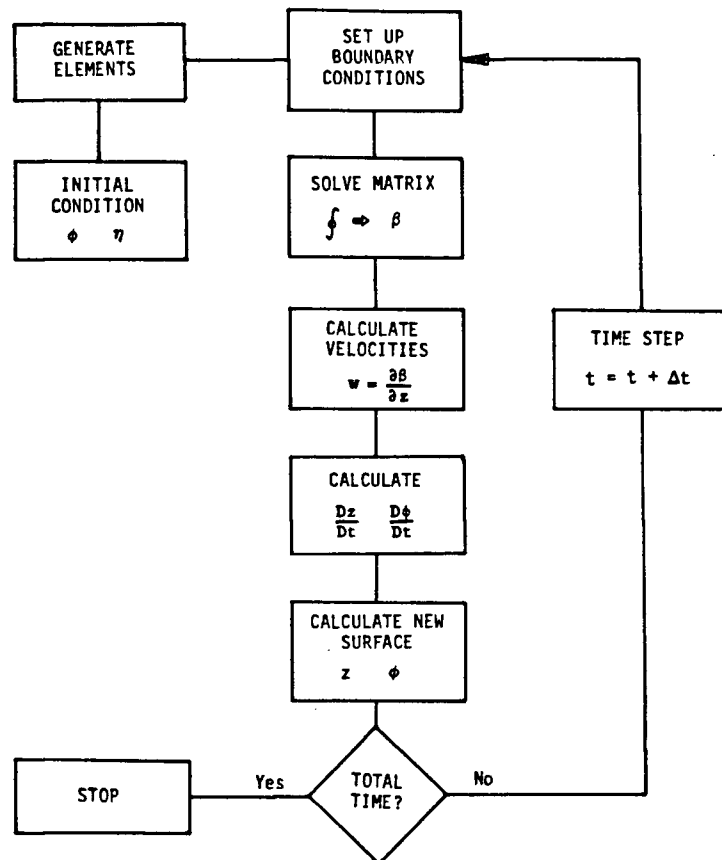 GENERATE
ELEMENTS
SET UP
BOUNDARY
CONDITIONS
INITIAL
CONDITION
ϕ η
SOLVE MATRIX
∮ ⇒ β
CALCULATE
VELOCITIES
w = ∂β/∂z
TIME STEP
t = t + Δt
CALCULATE
Dz/Dt Dϕ/Dt
CALCULATE NEW
SURFACE
z ϕ
STOP
Yes
TOTAL
TIME?
No